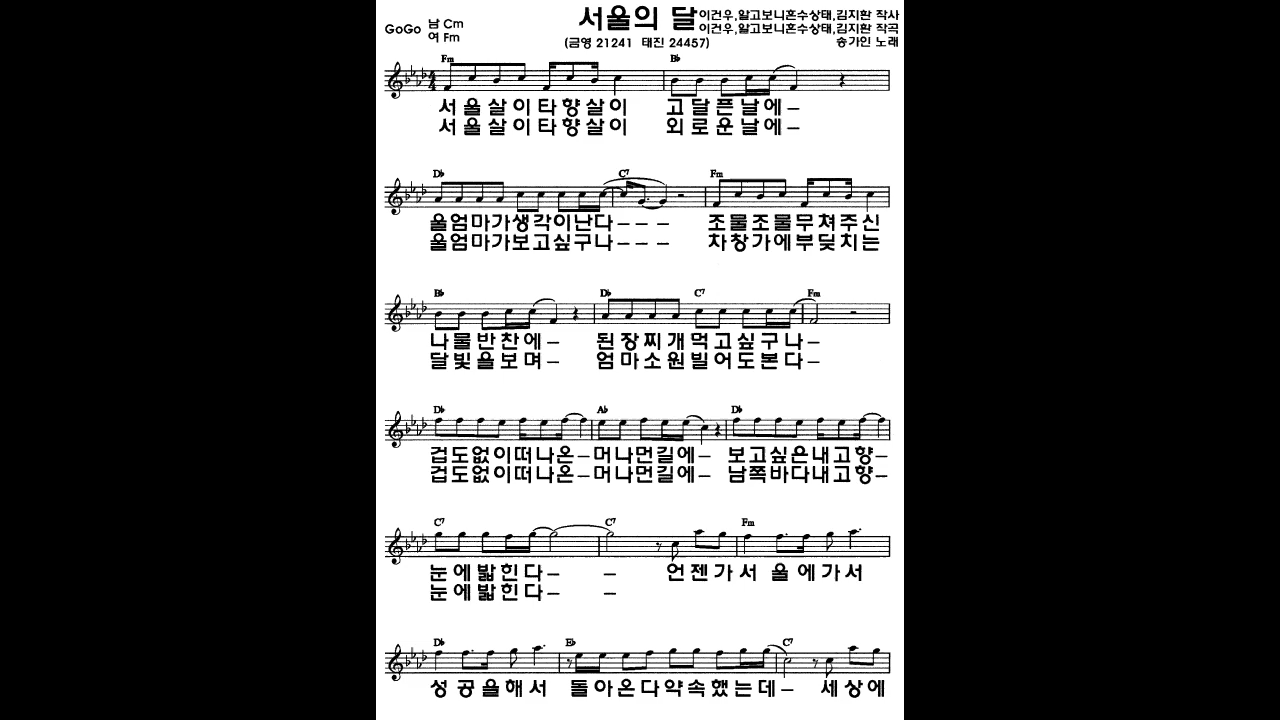 서울의 달
이건우,알고보니혼수상태,김지환 작사
이건우,알고보니혼수상태,김지환 작곡
송가인 노래
GoGo 남 Cm
여 Fm
(금영 21241 태진 24457)
Fm B♭
4/4
서울살이타향살이 고달픈날에–
서울살이타향살이 외로운날에–
D♭ C7 Fm
울엄마가생각이난다– – – 조물조물무쳐주신
울엄마가보고싶구나– – – 차창가에부딪치는
B♭ D♭ C7 Fm
나물반찬에– 된장찌개먹고싶구나–
달빛을보며– 엄마소원빌어도본다–
D♭ A♭ D♭
겁도없이떠나온–머나먼길에– 보고싶은내고향–
겁도없이떠나온–머나먼길에– 남쪽바다내고향–
C7 C7 Fm
눈에밟힌다– – 언젠가서울에가서
눈에밟힌다– –
D♭ E♭ C7
성공을해서 돌아온다약속했는데– 세상에